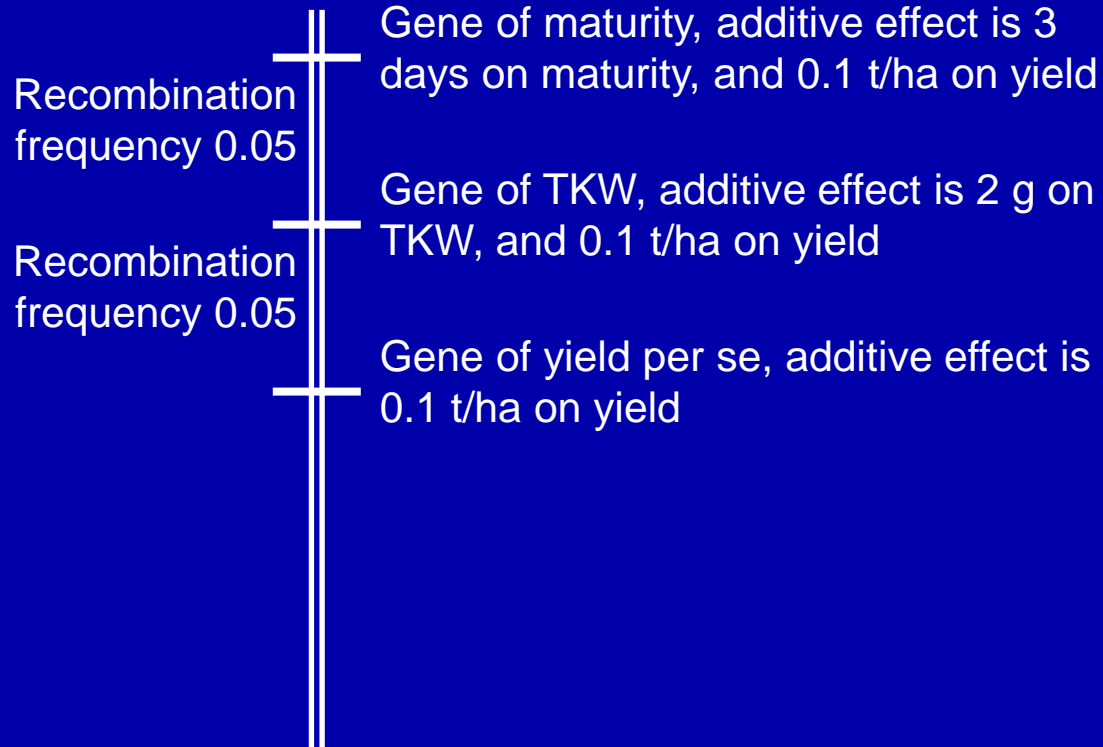 Gene of maturity, additive effect is 3
days on maturity, and 0.1 t/ha on yield
Recombination
frequency 0.05
Gene of TKW, additive effect is 2 g on
TKW, and 0.1 t/ha on yield
Recombination
frequency 0.05
Gene of yield per se, additive effect is
0.1 t/ha on yield